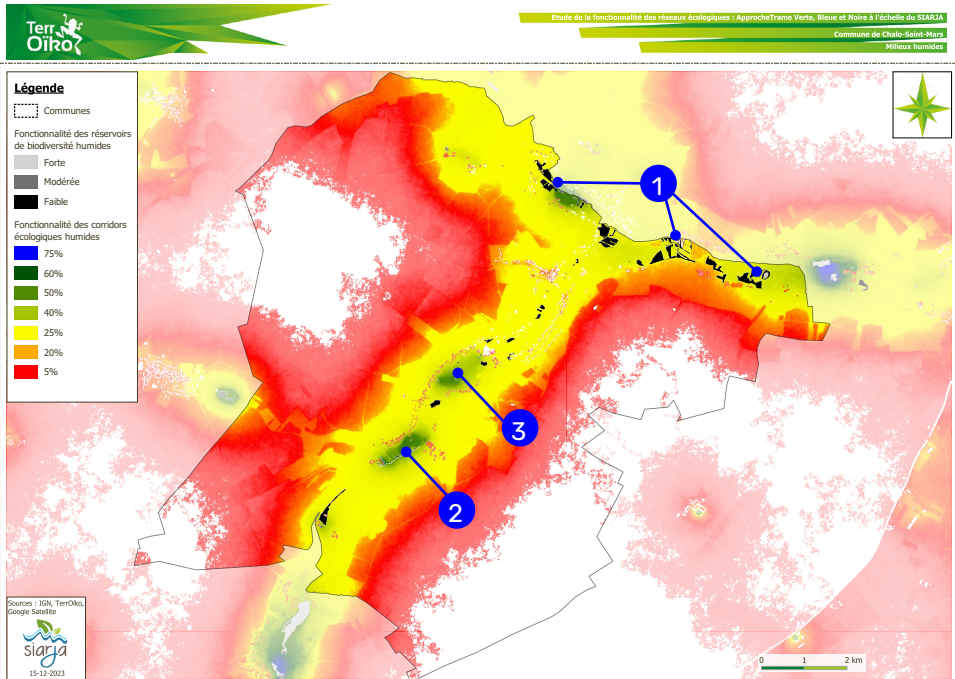 Terr
Oïko
Etude de la fonctionnalité des réseaux écologiques : ApprocheTrame Verte, Bleue et Noire à l'échelle du SIARJA
Commune de Chalo-Saint-Mars
Milieux humides
Légende
Communes
Fonctionalité des réservoirs
de biodiversité humides
Forte
Modérée
Faible
Fonctionalité des corridors
écologiques humides
75%
60%
50%
40%
25%
20%
5%
1
3
2
Sources : IGN, TerrOïko,
Google Satellite
siarja
15-12-2023
0 1 2 km